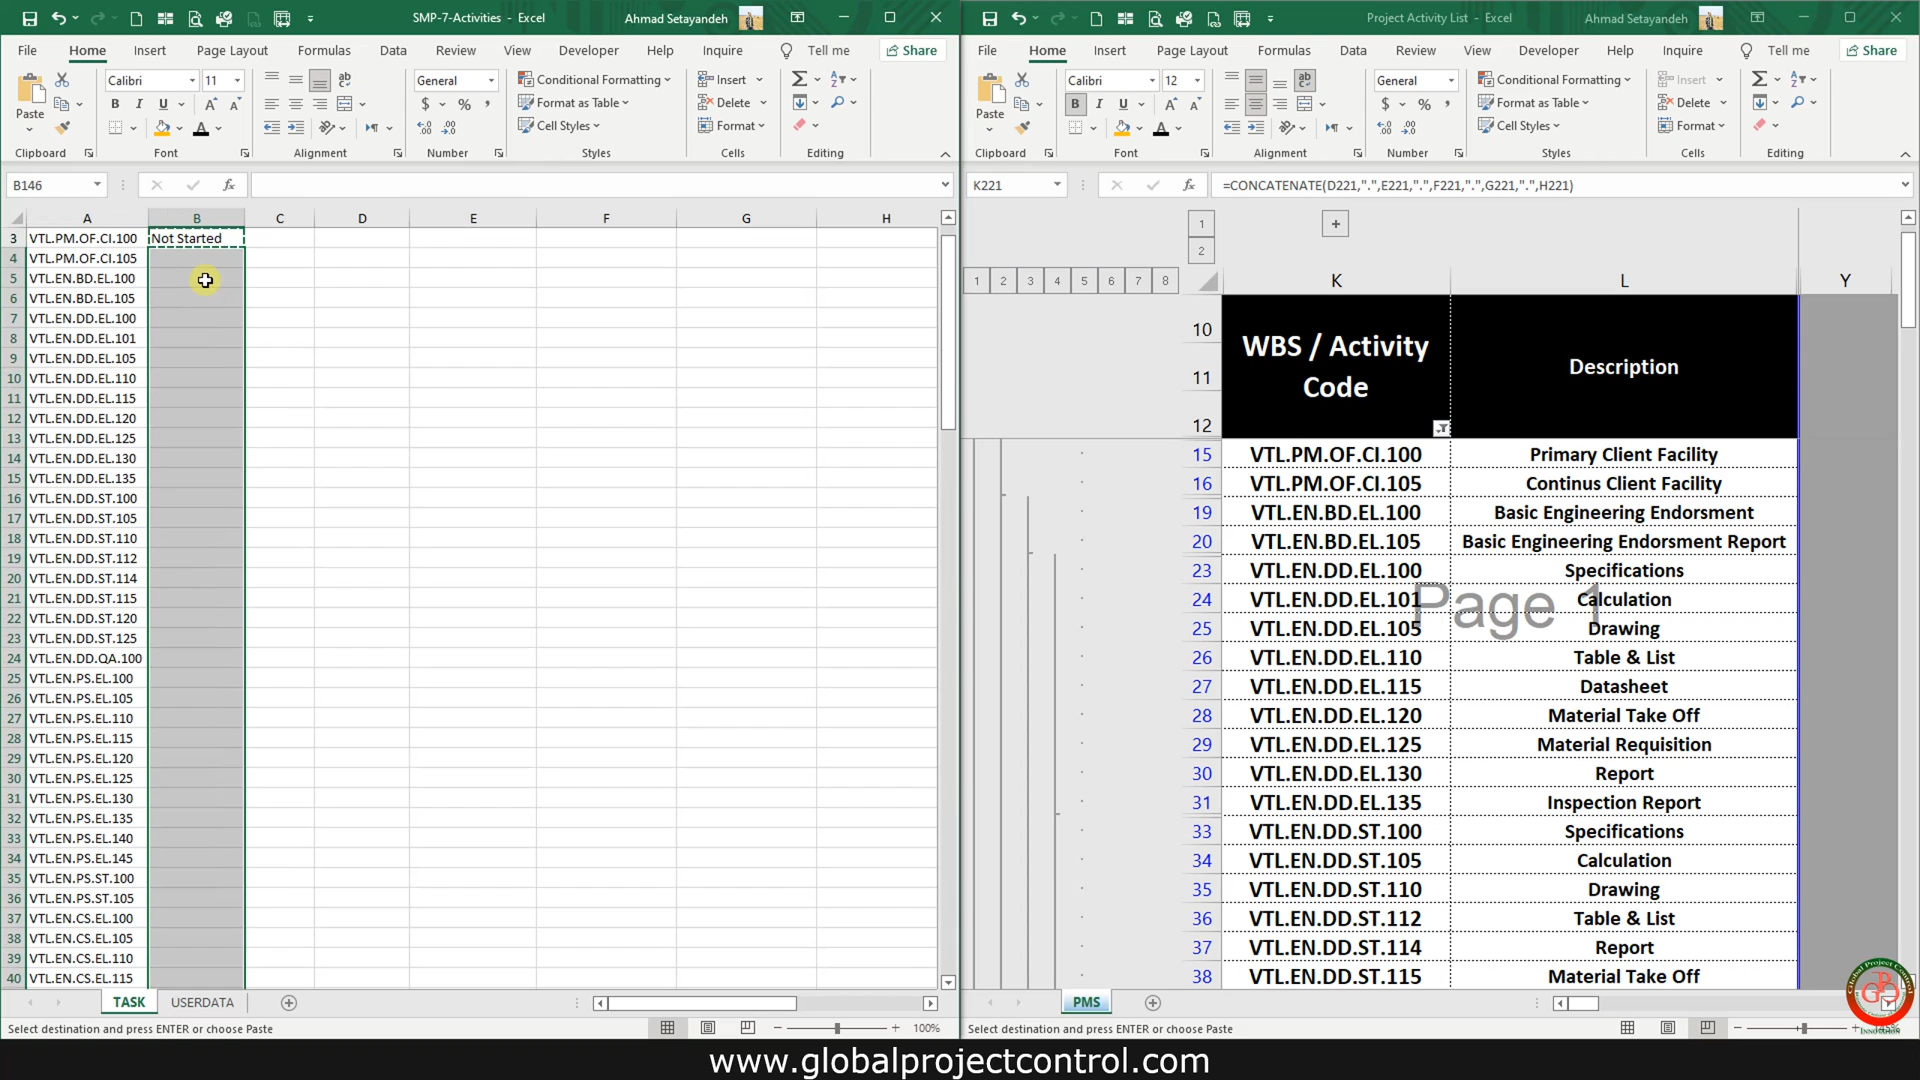 SMP-7-Activities - Excel
Ahmad Setayandeh
File Home Insert Page Layout Formulas Data Review View Developer Help Inquire Tell me Share
Paste
Calibri 11
General
Conditional Formatting
Format as Table
Cell Styles
Insert
Delete
Format
Clipboard Font Alignment Number Styles Cells Editing
B146
A B C D E F G H
3 VTL.PM.OF.CI.100 Not Started
4 VTL.PM.OF.CI.105
5 VTL.EN.BD.EL.100
6 VTL.EN.BD.EL.105
7 VTL.EN.DD.EL.100
8 VTL.EN.DD.EL.101
9 VTL.EN.DD.EL.105
10 VTL.EN.DD.EL.110
11 VTL.EN.DD.EL.115
12 VTL.EN.DD.EL.120
13 VTL.EN.DD.EL.125
14 VTL.EN.DD.EL.130
15 VTL.EN.DD.EL.135
16 VTL.EN.DD.ST.100
17 VTL.EN.DD.ST.105
18 VTL.EN.DD.ST.110
19 VTL.EN.DD.ST.112
20 VTL.EN.DD.ST.114
21 VTL.EN.DD.ST.115
22 VTL.EN.DD.ST.120
23 VTL.EN.DD.ST.125
24 VTL.EN.DD.QA.100
25 VTL.EN.PS.EL.100
26 VTL.EN.PS.EL.105
27 VTL.EN.PS.EL.110
28 VTL.EN.PS.EL.115
29 VTL.EN.PS.EL.120
30 VTL.EN.PS.EL.125
31 VTL.EN.PS.EL.130
32 VTL.EN.PS.EL.135
33 VTL.EN.PS.EL.140
34 VTL.EN.PS.EL.145
35 VTL.EN.PS.ST.100
36 VTL.EN.PS.ST.105
37 VTL.EN.CS.EL.100
38 VTL.EN.CS.EL.105
39 VTL.EN.CS.EL.110
40 VTL.EN.CS.EL.115
TASK USERDATA
Select destination and press ENTER or choose Paste
100%
Project Activity List - Excel
Ahmad Setayandeh
File Home Insert Page Layout Formulas Data Review View Developer Help Inquire Tell me Share
Paste
Calibri 12
General
Conditional Formatting
Format as Table
Cell Styles
Insert
Delete
Format
Clipboard Font Alignment Number Styles Cells Editing
K221
=CONCATENATE(D221,".",E221,".",F221,".",G221,".",H221)
1
2
1 2 3 4 5 6 7 8
K L Y
10
11
12
WBS / Activity
Code
Description
15 VTL.PM.OF.CI.100 Primary Client Facility
16 VTL.PM.OF.CI.105 Continus Client Facility
19 VTL.EN.BD.EL.100 Basic Engineering Endorsment
20 VTL.EN.BD.EL.105 Basic Engineering Endorsment Report
23 VTL.EN.DD.EL.100 Specifications
24 VTL.EN.DD.EL.101 Calculation
Page 1
25 VTL.EN.DD.EL.105 Drawing
26 VTL.EN.DD.EL.110 Table & List
27 VTL.EN.DD.EL.115 Datasheet
28 VTL.EN.DD.EL.120 Material Take Off
29 VTL.EN.DD.EL.125 Material Requisition
30 VTL.EN.DD.EL.130 Report
31 VTL.EN.DD.EL.135 Inspection Report
33 VTL.EN.DD.ST.100 Specifications
34 VTL.EN.DD.ST.105 Calculation
35 VTL.EN.DD.ST.110 Drawing
36 VTL.EN.DD.ST.112 Table & List
37 VTL.EN.DD.ST.114 Report
38 VTL.EN.DD.ST.115 Material Take Off
PMS
Select destination and press ENTER or choose Paste
www.globalprojectcontrol.com